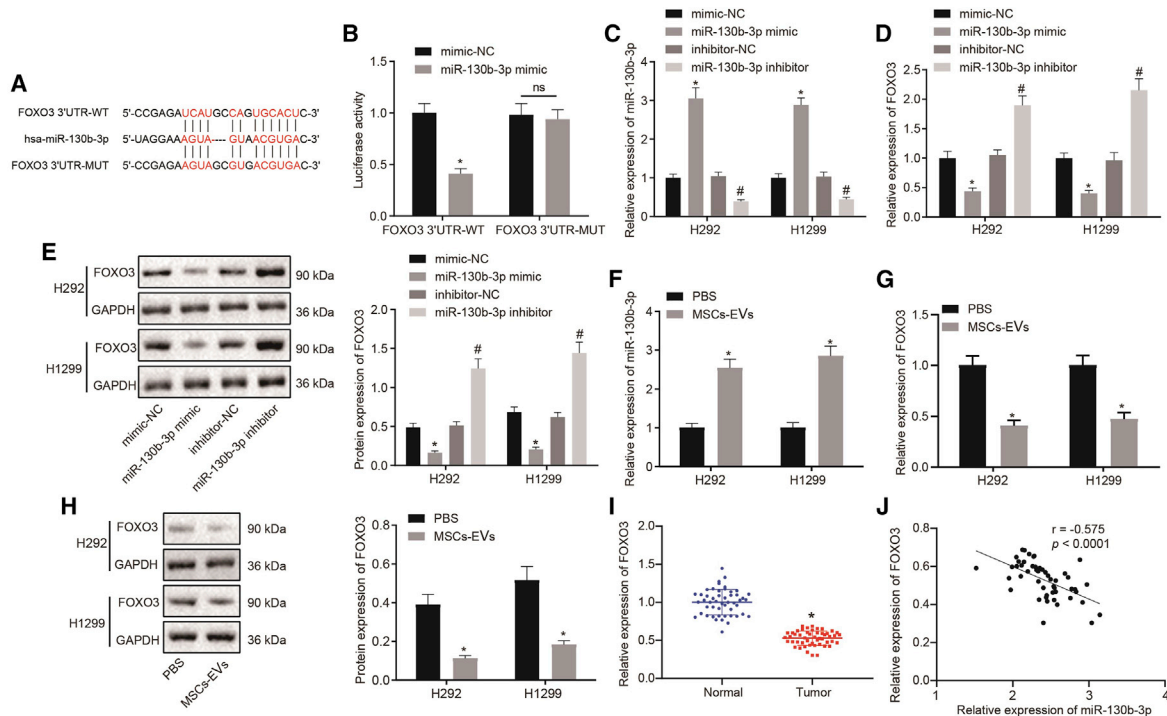 A
FOXO3 3'UTR-WT 5'-CCGAGAUCAUGCCAGUGCACUC-3'
hsa-miR-130b-3p 5'-UAGGAAAGUA----GUAACGUGAC-3'
FOXO3 3'UTR-MUT 5'-CCGAGAAGUAGCGUGACGUGAC-3'
B
mimic-NC
miR-130b-3p mimic
Luciferase activity
1.5
1.0
0.5
0.0
*
ns
FOXO3 3'UTR-WT FOXO3 3'UTR-MUT
C
mimic-NC
miR-130b-3p mimic
inhibitor-NC
miR-130b-3p inhibitor
Relative expression of miR-130b-3p
4
3
2
1
0
* # * #
H292 H1299
D
mimic-NC
miR-130b-3p mimic
inhibitor-NC
miR-130b-3p inhibitor
Relative expression of FOXO3
2.5
2.0
1.5
1.0
0.5
0.0
* # * #
H292 H1299
E
H292
FOXO3 90 kDa
GAPDH 36 kDa
H1299
FOXO3 90 kDa
GAPDH 36 kDa
mimic-NC
miR-130b-3p mimic
inhibitor-NC
miR-130b-3p inhibitor
mimic-NC
miR-130b-3p mimic
inhibitor-NC
miR-130b-3p inhibitor
Protein expression of FOXO3
2.0
1.5
1.0
0.5
0.0
* # * #
H292 H1299
F
PBS
MSCs-EVs
Relative expression of miR-130b-3p
4
3
2
1
0
* *
H292 H1299
G
PBS
MSCs-EVs
Relative expression of FOXO3
1.5
1.0
0.5
0.0
* *
H292 H1299
H
H292
FOXO3 90 kDa
GAPDH 36 kDa
H1299
FOXO3 90 kDa
GAPDH 36 kDa
PBS
MSCs-EVs
PBS
MSCs-EVs
Protein expression of FOXO3
0.8
0.6
0.4
0.2
0.0
* *
H292 H1299
I
Relative expression of FOXO3
2.0
1.5
1.0
0.5
0.0
*
Normal Tumor
J
r = -0.575
p < 0.0001
Relative expression of FOXO3
0.8
0.6
0.4
0.2
0.0
1 2 3 4
Relative expression of miR-130b-3p